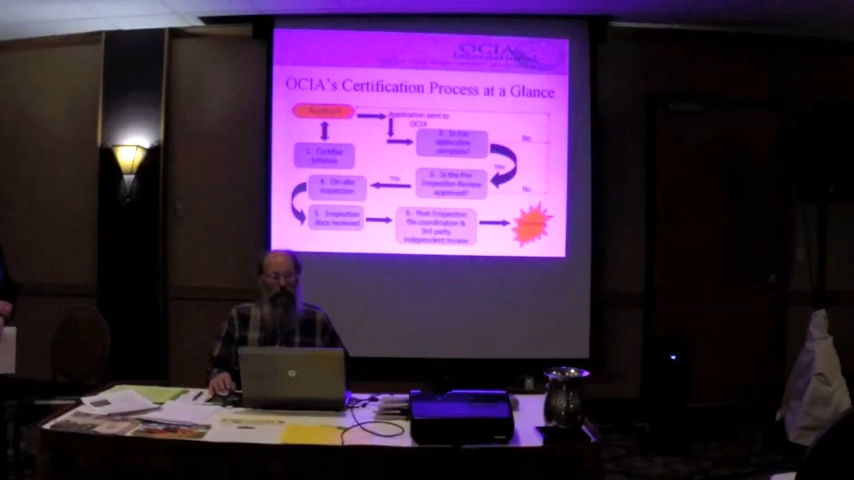 OCIA
International
OCIA's Certification Process at a Glance
Application sent to
OCIA
1. Certifier
Informs
2. Is the
application
complete?
No
Yes
3. Is the Pre-
Inspection Review
approved?
No
Yes
4. On-site
inspection
5. Inspection
docs received
6. Post-Inspection
file coordination &
3rd party
independent review
hp